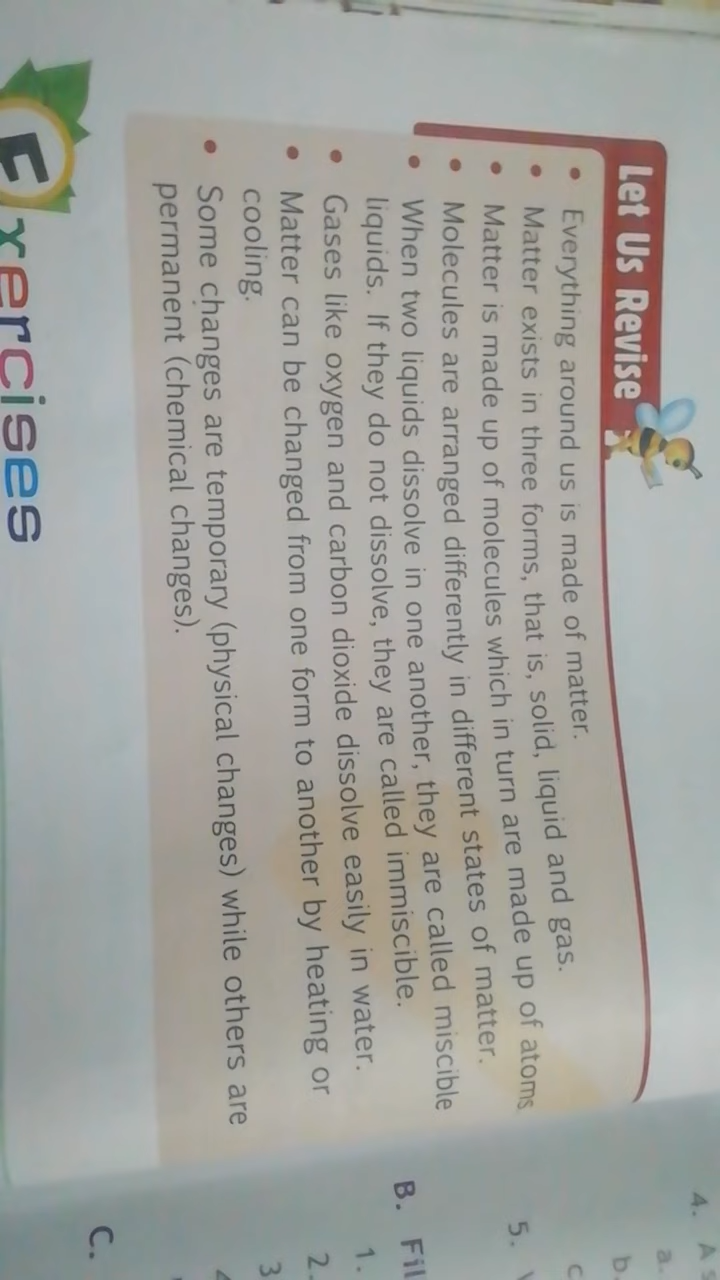 Let Us Revise
• Everything around us is made of matter.
• Matter exists in three forms, that is, solid, liquid and gas.
• Matter is made up of molecules which in turn are made up of atoms
• Molecules are arranged differently in different states of matter.
• When two liquids dissolve in one another, they are called miscible
liquids. If they do not dissolve, they are called immiscible.
• Gases like oxygen and carbon dioxide dissolve easily in water.
• Matter can be changed from one form to another by heating or
cooling.
• Some changes are temporary (physical changes) while others are
permanent (chemical changes).
Exercises
4. A
a.
b
c
5.
B. Fil
1.
2.
3
C.